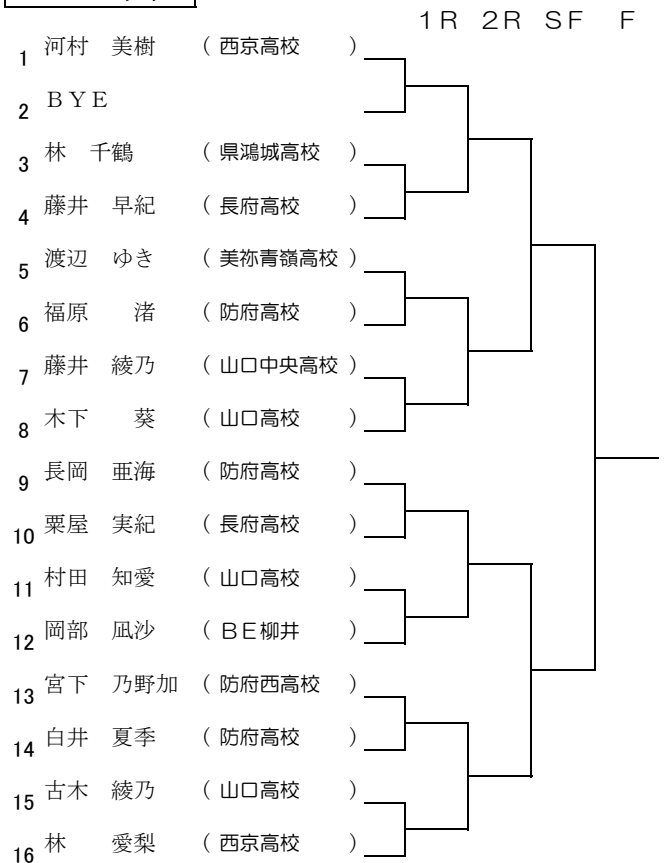 1R 2R SF F
1 河村 美樹 (西京高校)
2 BYE
3 林 千鶴 (県鴻城高校)
4 藤井 早紀 (長府高校)
5 渡辺 ゆき (美祢青嶺高校)
6 福原 渚 (防府高校)
7 藤井 綾乃 (山口中央高校)
8 木下 葵 (山口高校)
9 長岡 亜海 (防府高校)
10 粟屋 実紀 (長府高校)
11 村田 知愛 (山口高校)
12 岡部 凪沙 (BE柳井)
13 宮下 乃野加 (防府西高校)
14 白井 夏季 (防府高校)
15 古木 綾乃 (山口高校)
16 林 愛梨 (西京高校)